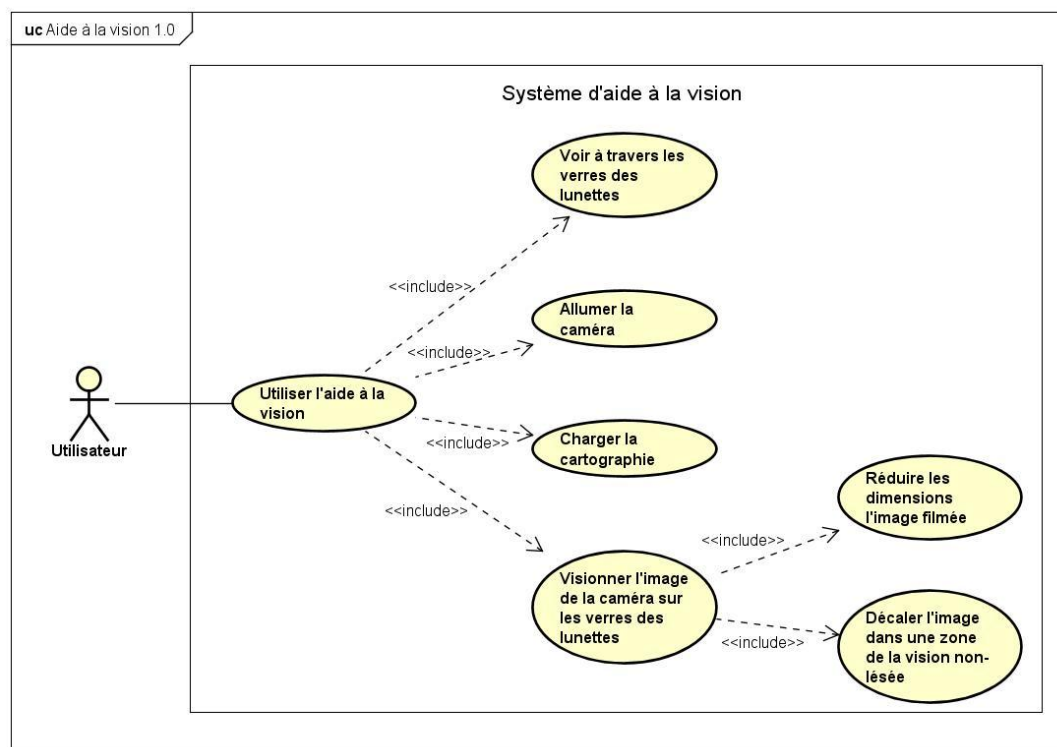 uc Aide à la vision 1.0
Système d'aide à la vision
Voir à travers les
verres des
lunettes
<<include>>
Allumer la
caméra
<<include>>
Utiliser l'aide à la
vision
Utilisateur
<<include>>
Charger la
cartographie
<<include>>
Réduire les
dimensions
l'image filmée
<<include>>
Visionner l'image
de la caméra sur
les verres des
lunettes
<<include>>
Décaler l'image
dans une zone
de la vision non-
lésée